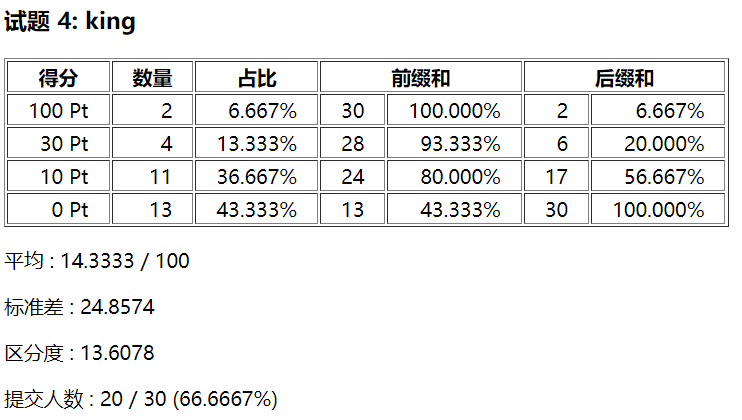 试题 4: king
得分 数量 占比 前缀和 后缀和
100 Pt 2 6.667% 30 100.000% 2 6.667%
30 Pt 4 13.333% 28 93.333% 6 20.000%
10 Pt 11 36.667% 24 80.000% 17 56.667%
0 Pt 13 43.333% 13 43.333% 30 100.000%
平均 : 14.3333 / 100
标准差 : 24.8574
区分度 : 13.6078
提交人数 : 20 / 30 (66.6667%)